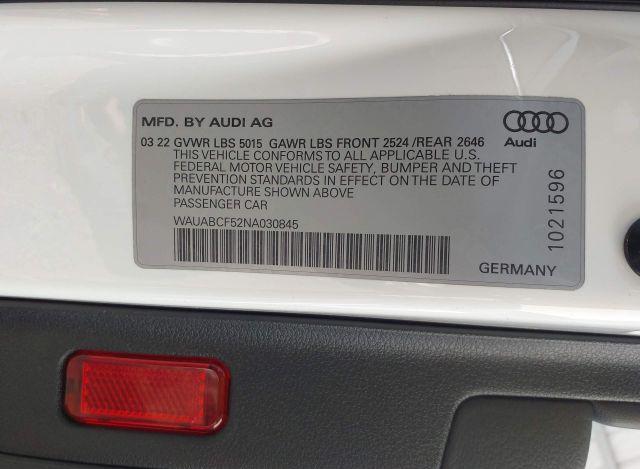 MFD. BY AUDI AG
Audi
03 22 GVWR LBS 5015 GAWR LBS FRONT 2524 /REAR 2646
THIS VEHICLE CONFORMS TO ALL APPLICABLE U.S.
FEDERAL MOTOR VEHICLE SAFETY, BUMPER AND THEFT
PREVENTION STANDARDS IN EFFECT ON THE DATE OF
MANUFACTURE SHOWN ABOVE
PASSENGER CAR
WAUABCF52NA030845
1021596
GERMANY